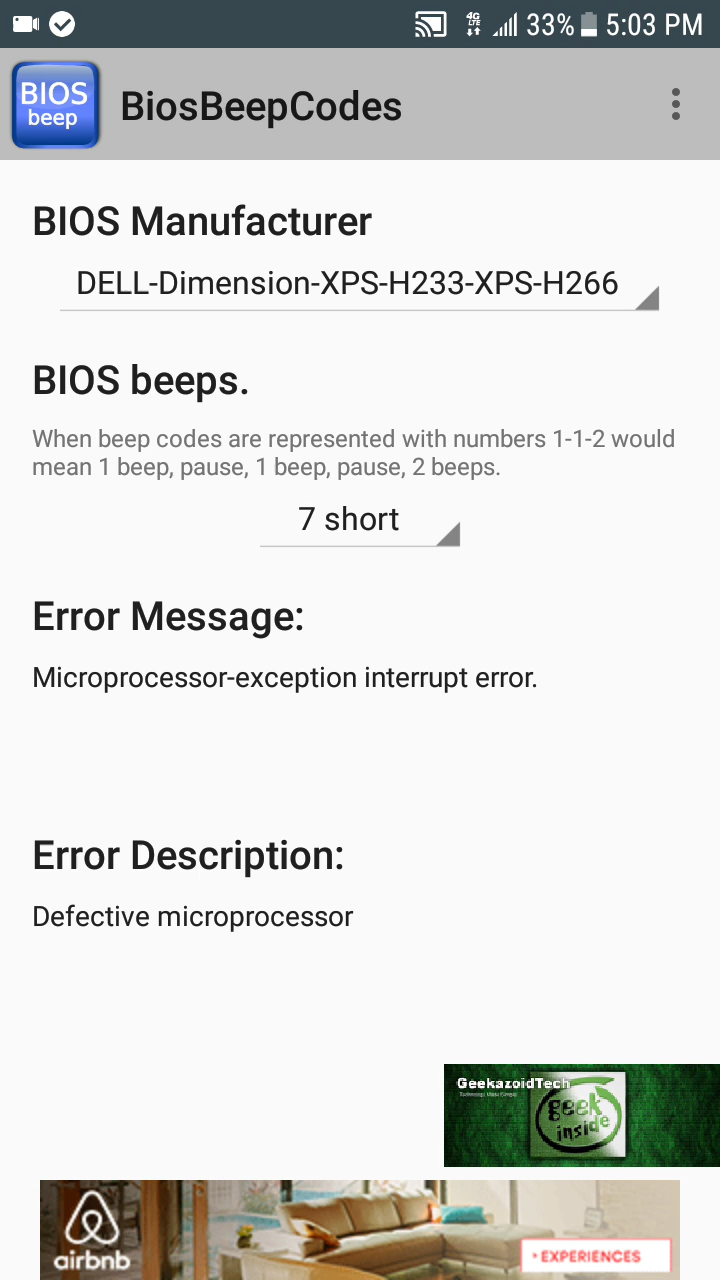 4G
LTE
33%
5:03 PM
BIOS
beep
BiosBeepCodes
BIOS Manufacturer
DELL-Dimension-XPS-H233-XPS-H266
BIOS beeps.
When beep codes are represented with numbers 1-1-2 would
mean 1 beep, pause, 1 beep, pause, 2 beeps.
7 short
Error Message:
Microprocessor-exception interrupt error.
Error Description:
Defective microprocessor
GeekazoidTech
geek
inside
airbnb
EXPERIENCES